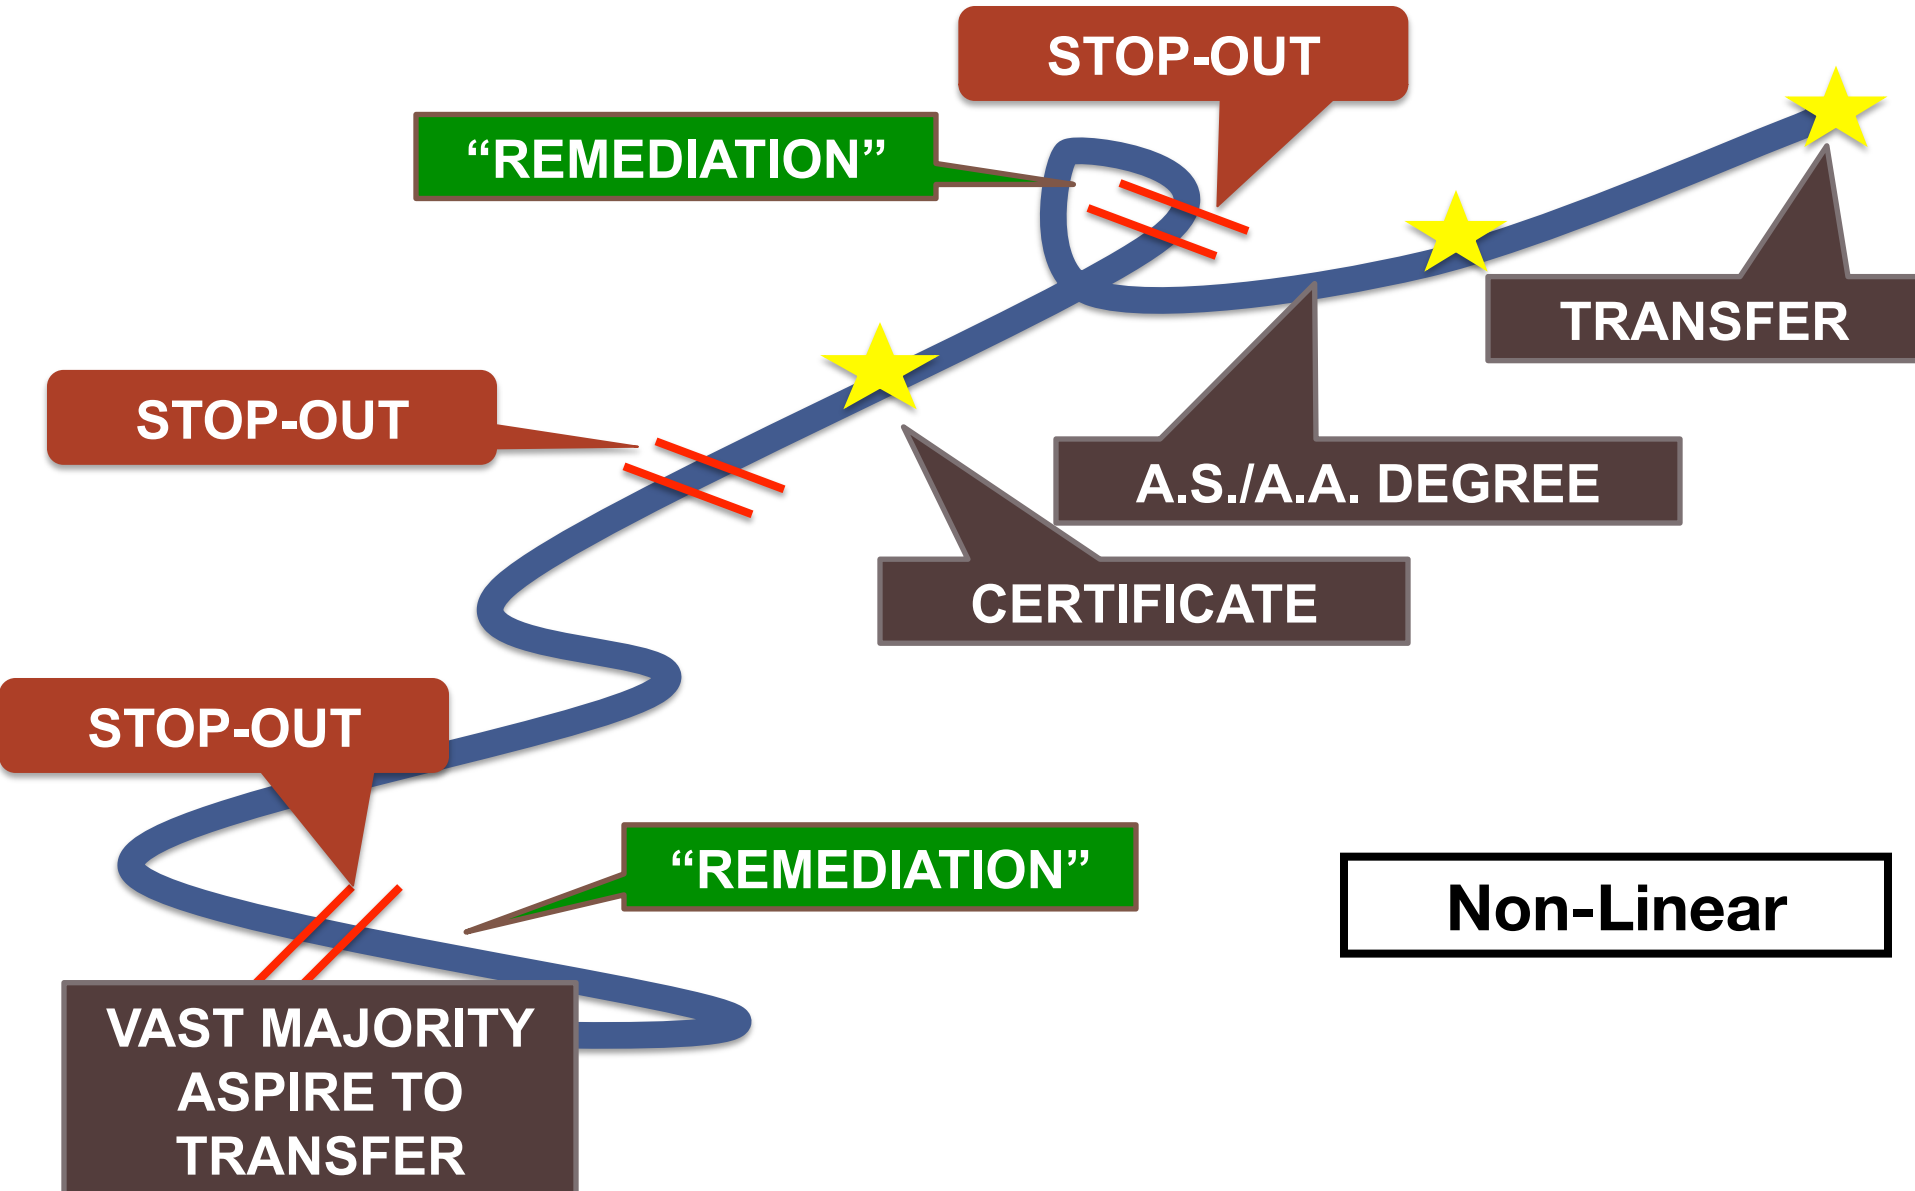 STOP-OUT
“REMEDIATION”
TRANSFER
STOP-OUT
A.S./A.A. DEGREE
CERTIFICATE
STOP-OUT
“REMEDIATION”
Non-Linear
VAST MAJORITY
ASPIRE TO
TRANSFER